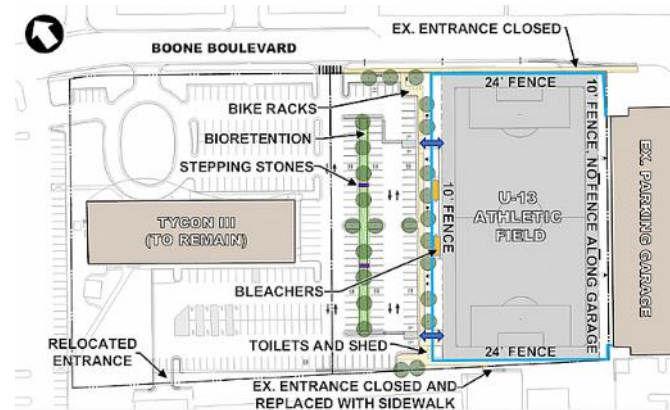 EX. ENTRANCE CLOSED
BOONE BOULEVARD
24' FENCE
BIKE RACKS
BIORETENTION
STEPPING STONES
10' FENCE
10' FENCE, NO FENCE ALONG GARAGE
EX. PARKING GARAGE
U-13
ATHLETIC
FIELD
TYCON III
(TO REMAIN)
BLEACHERS
RELOCATED
ENTRANCE
TOILETS AND SHED
24' FENCE
EX. ENTRANCE CLOSED AND
REPLACED WITH SIDEWALK